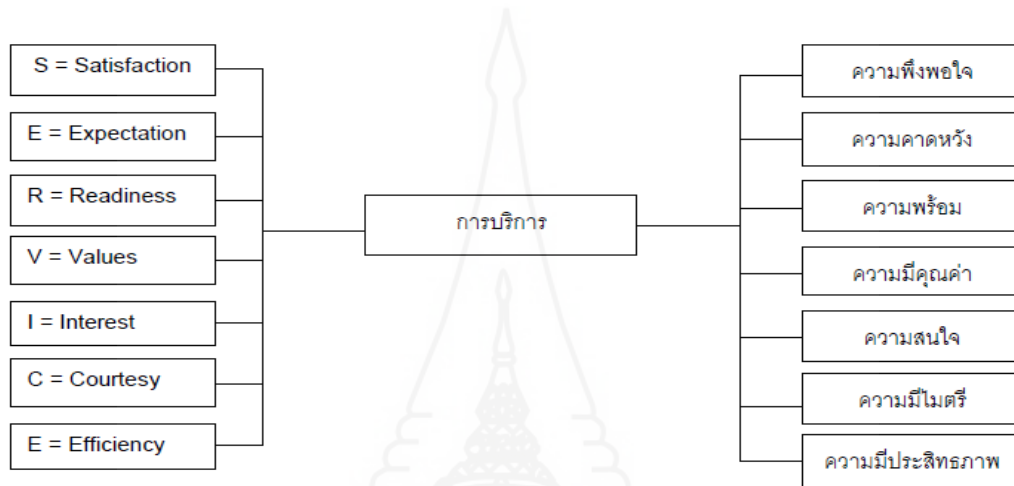 S = Satisfaction
E = Expectation
R = Readiness
V = Values
I = Interest
C = Courtesy
E = Efficiency
การบริการ
ความพึงพอใจ
ความคาดหวัง
ความพร้อม
ความมีคุณค่า
ความสนใจ
ความมีไมตรี
ความมีประสิทธภาพ